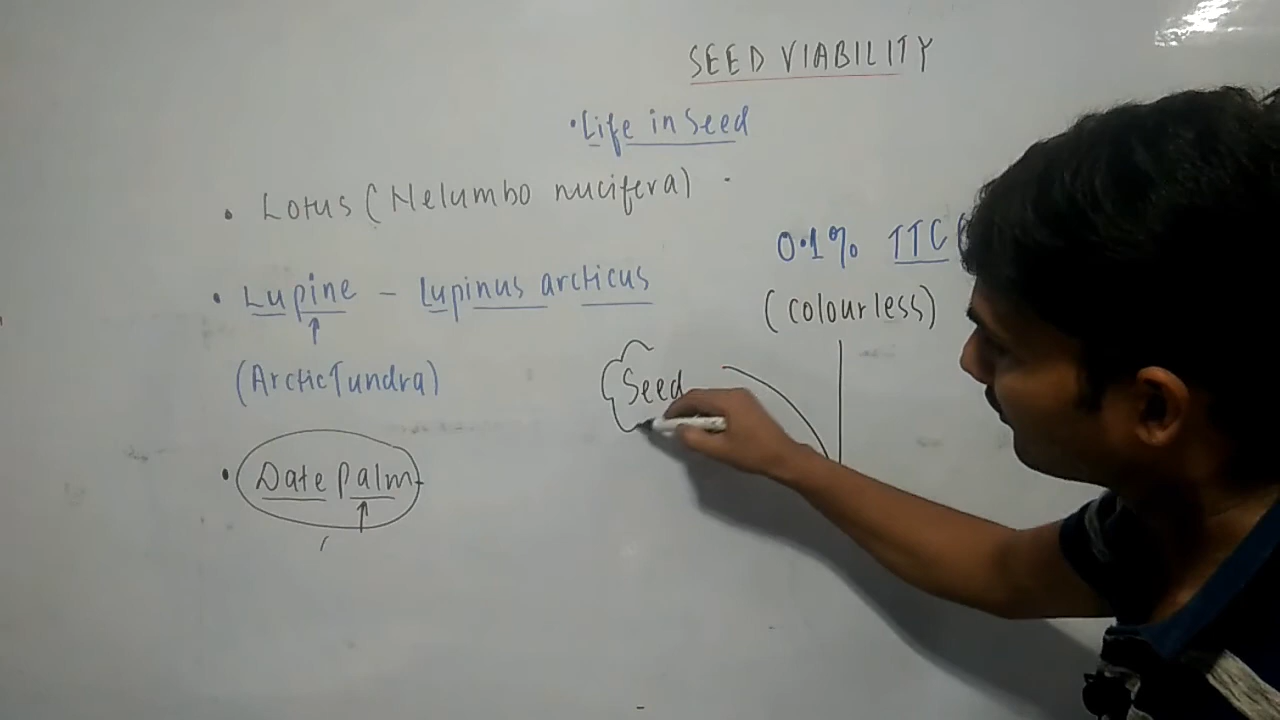 SEED VIABILITY
• Life in Seed
• Lotus (Nelumbo nucifera) -
0.1% TTC (
• Lupine - Lupinus arcticus
(colourless)
(Arctic Tundra)
Seed
• Date palm